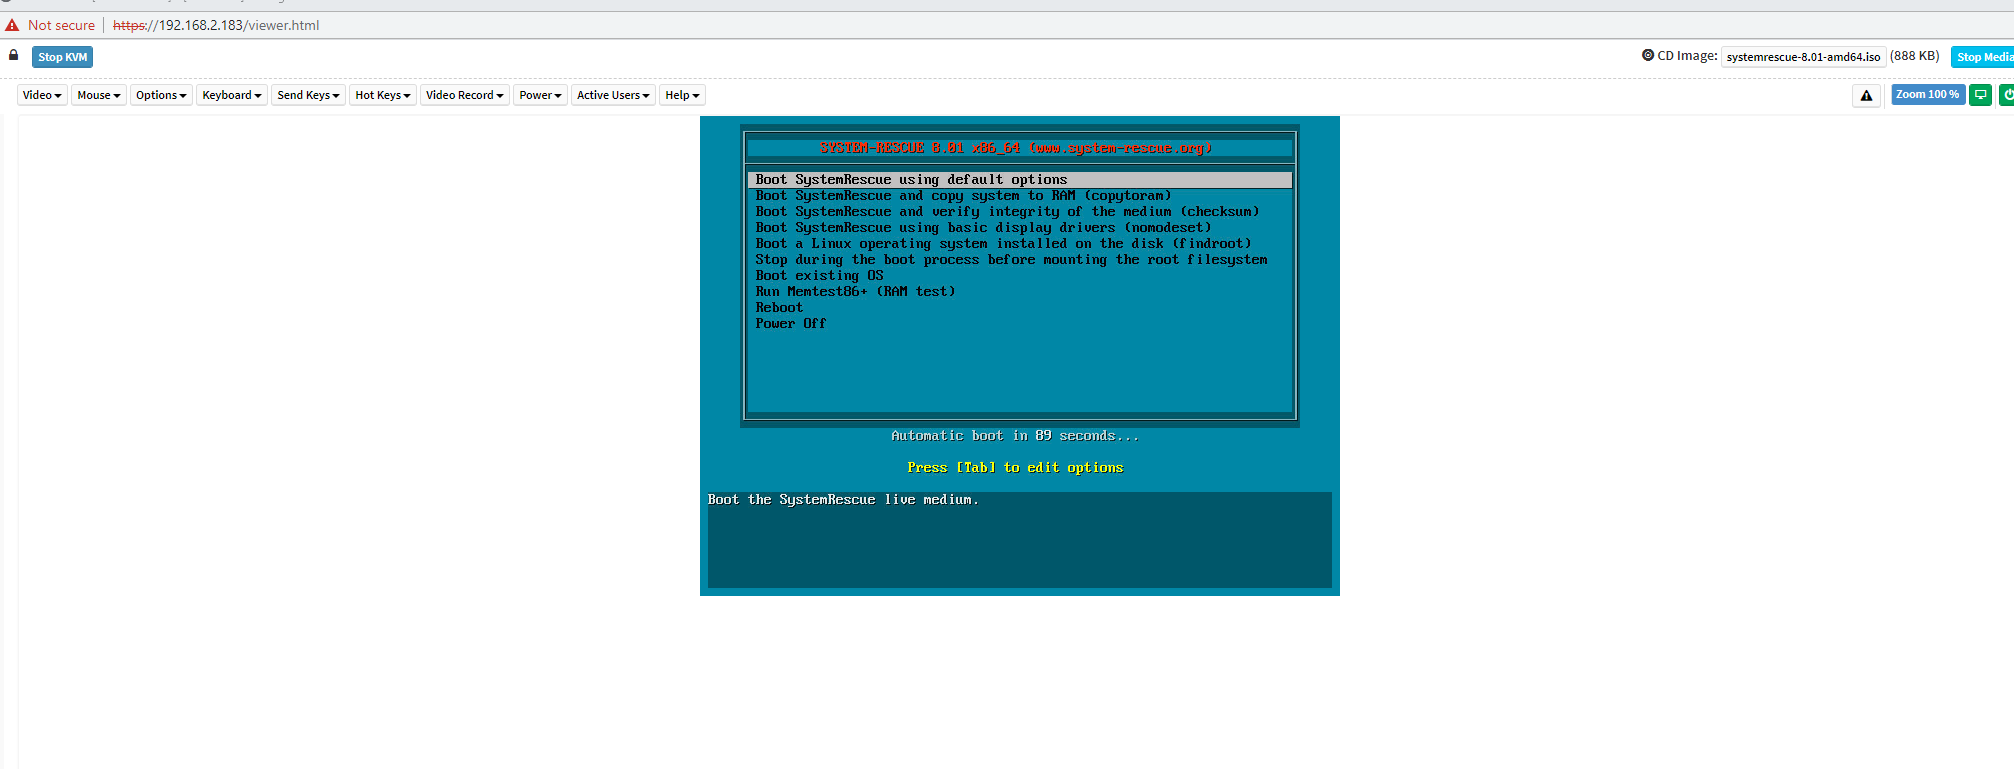 Not secure https://192.168.2.183/viewer.html
Stop KVM CD Image: systemrescue-8.01-amd64.iso (888 KB) Stop Media
Video Mouse Options Keyboard Send Keys Hot Keys Video Record Power Active Users Help Zoom 100 %
SYSTEM-RESCUE 8.01 x86_64 (www.system-rescue.org)
Boot SystemRescue using default options
Boot SystemRescue and copy system to RAM (copytoram)
Boot SystemRescue and verify integrity of the medium (checksum)
Boot SystemRescue using basic display drivers (nomodeset)
Boot a Linux operating system installed on the disk (findroot)
Stop during the boot process before mounting the root filesystem
Boot existing OS
Run Memtest86+ (RAM test)
Reboot
Power Off
Automatic boot in 89 seconds...
Press [Tab] to edit options
Boot the SystemRescue live medium.